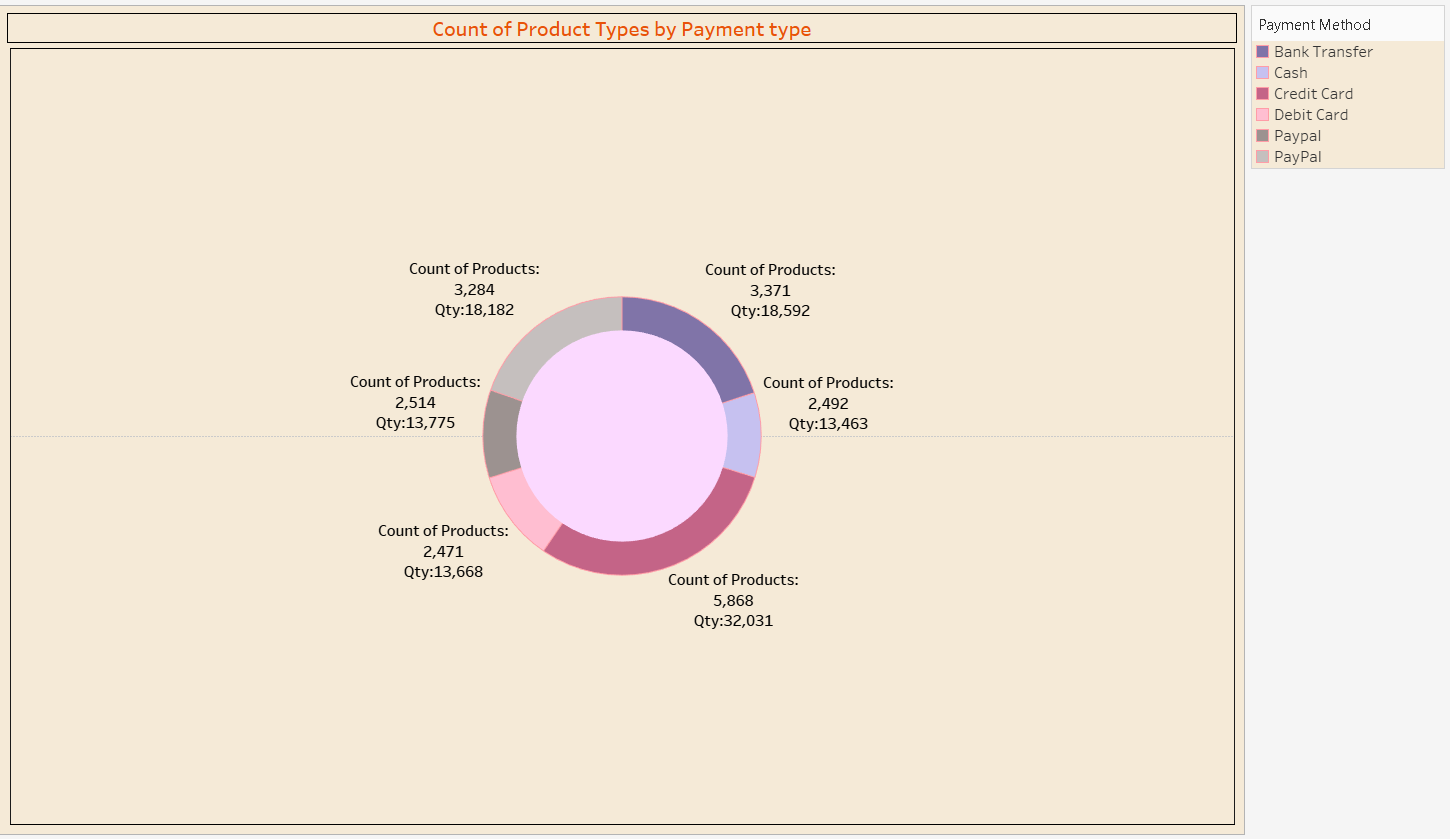 Count of Product Types by Payment type
Payment Method
Bank Transfer
Cash
Credit Card
Debit Card
Paypal
PayPal
Count of Products:
3,284
Qty:18,182
Count of Products:
3,371
Qty:18,592
Count of Products:
2,514
Qty:13,775
Count of Products:
2,492
Qty:13,463
Count of Products:
2,471
Qty:13,668
Count of Products:
5,868
Qty:32,031